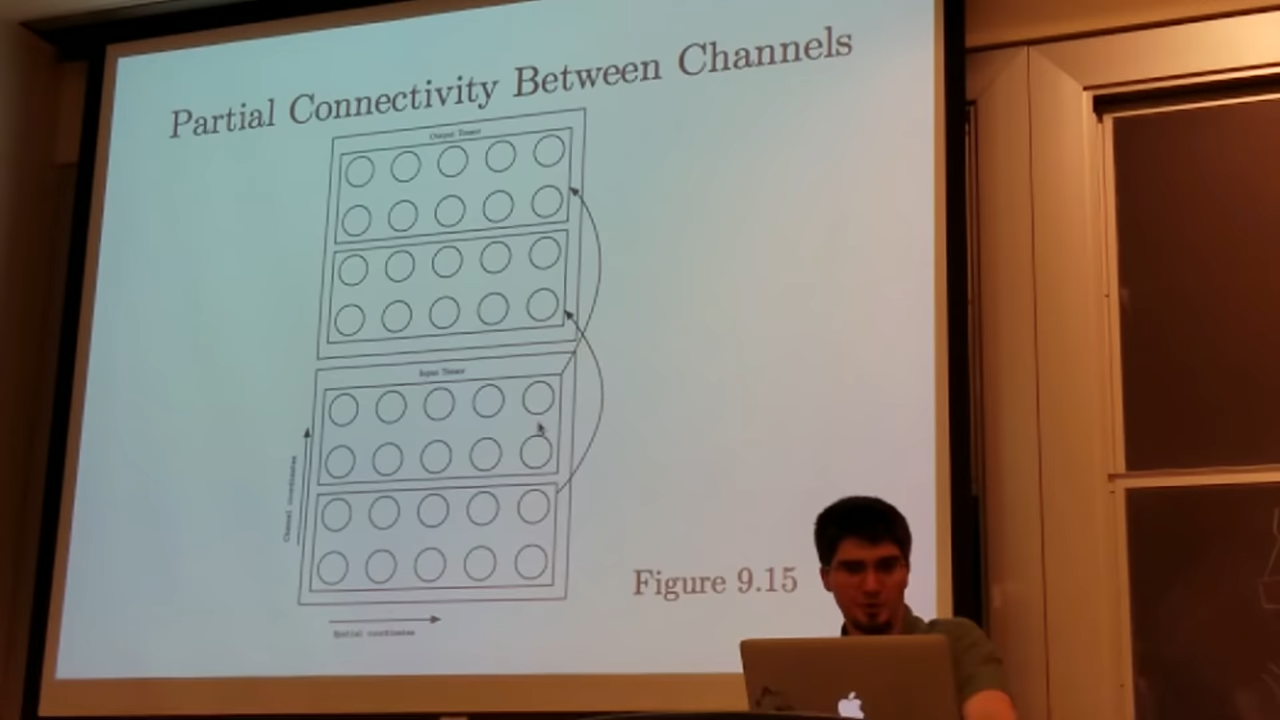 Partial Connectivity Between Channels
Output Tensor
Input Tensor
Channel coordinates
Spatial coordinates
Figure 9.15